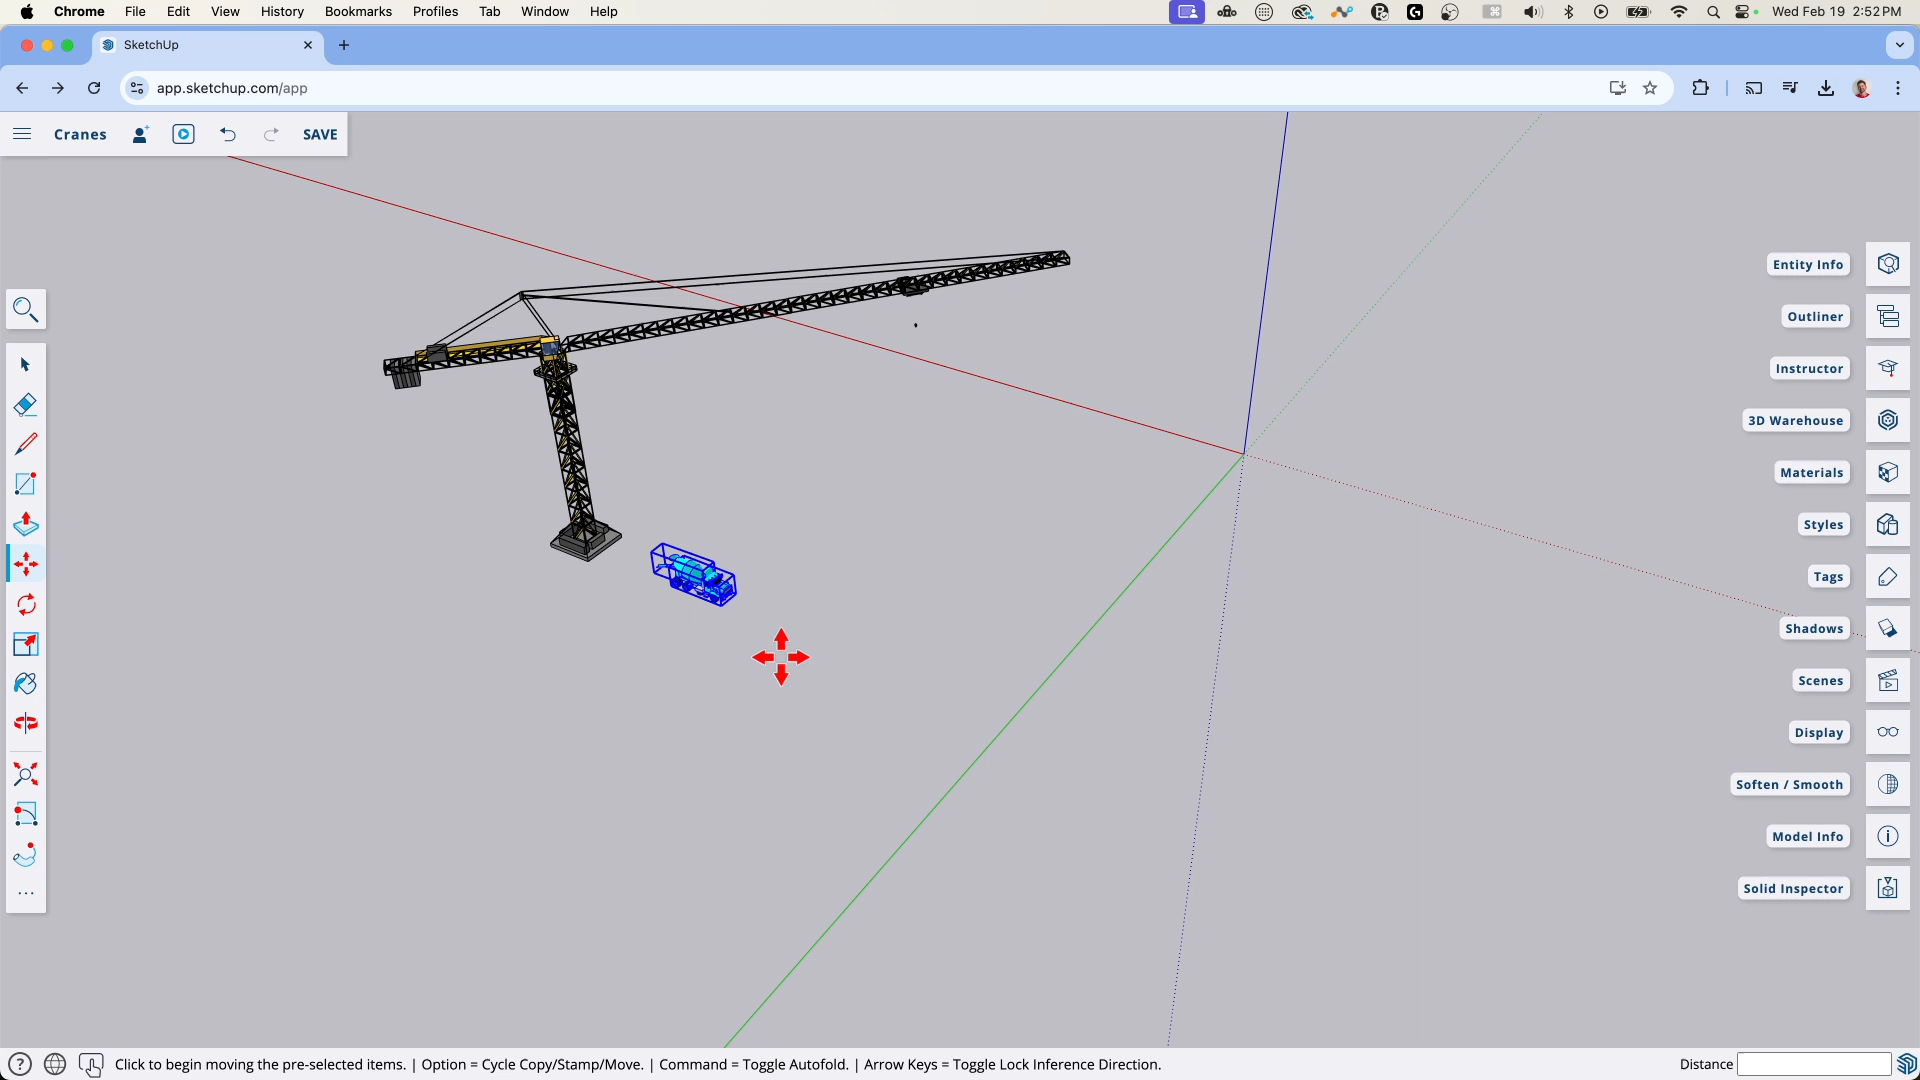 Chrome File Edit View History Bookmarks Profiles Tab Window Help
Wed Feb 19 2:52 PM
SketchUp
app.sketchup.com/app
Cranes
SAVE
Entity Info
Outliner
Instructor
3D Warehouse
Materials
Styles
Tags
Shadows
Scenes
Display
Soften / Smooth
Model Info
Solid Inspector
Click to begin moving the pre-selected items. | Option = Cycle Copy/Stamp/Move. | Command = Toggle Autofold. | Arrow Keys = Toggle Lock Inference Direction.
Distance